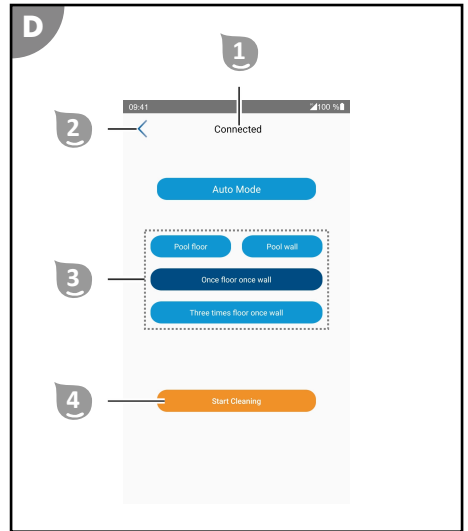 D
1
09:41 100 %
2
Connected
Auto Mode
Pool floor Pool wall
3
Once floor once wall
Three times floor once wall
4
Start Cleaning